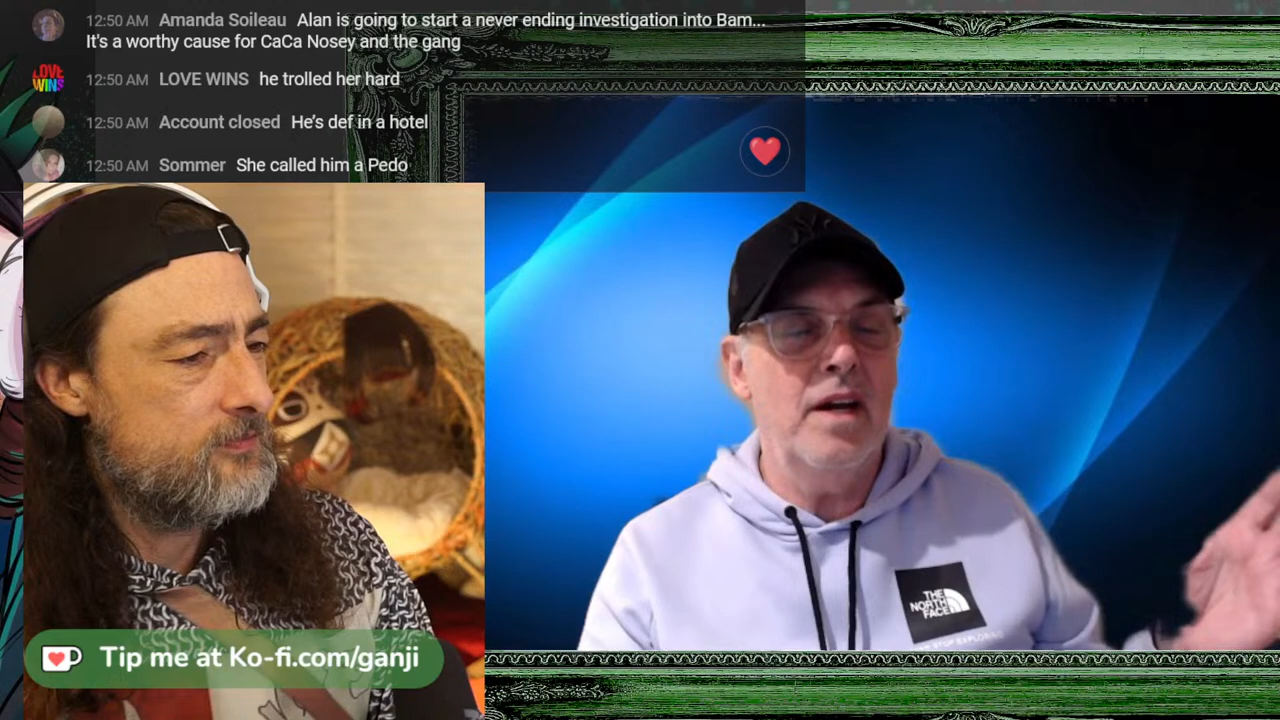 12:50 AM Amanda Soileau Alan is going to start a never ending investigation into Bam...
It's a worthy cause for CaCa Nosey and the gang
LOVE WINS
12:50 AM LOVE WINS he trolled her hard
12:50 AM Account closed He's def in a hotel
12:50 AM Sommer She called him a Pedo
THE
NORTH
FACE
Tip me at Ko-fi.com/ganji